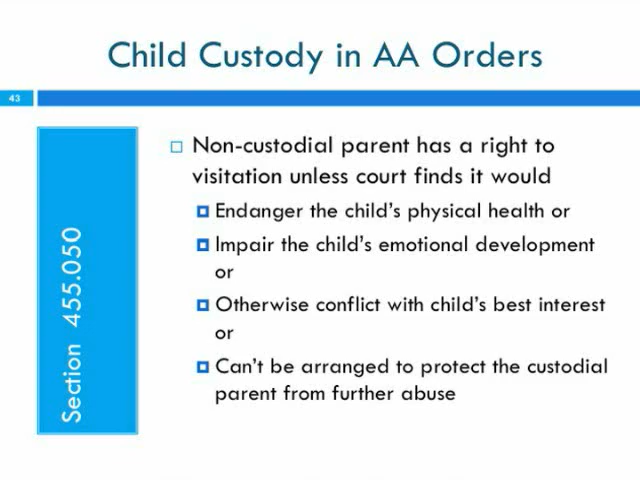 Child Custody in AA Orders
43
Section 455.050
Non-custodial parent has a right to
visitation unless court finds it would
Endanger the child’s physical health or
Impair the child’s emotional development
or
Otherwise conflict with child’s best interest
or
Can’t be arranged to protect the custodial
parent from further abuse